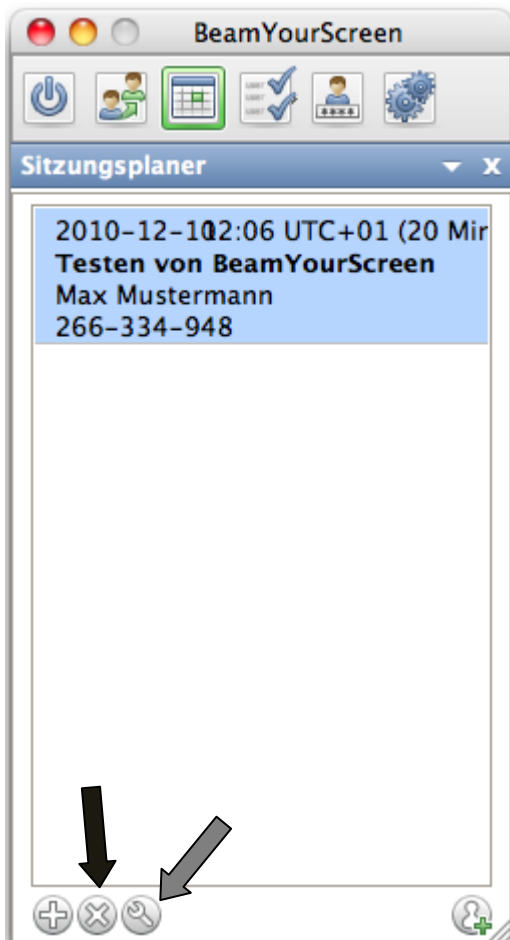 BeamYourScreen
Sitzungsplaner
2010-12-10 12:06 UTC+01 (20 Min
Testen von BeamYourScreen
Max Mustermann
266-334-948